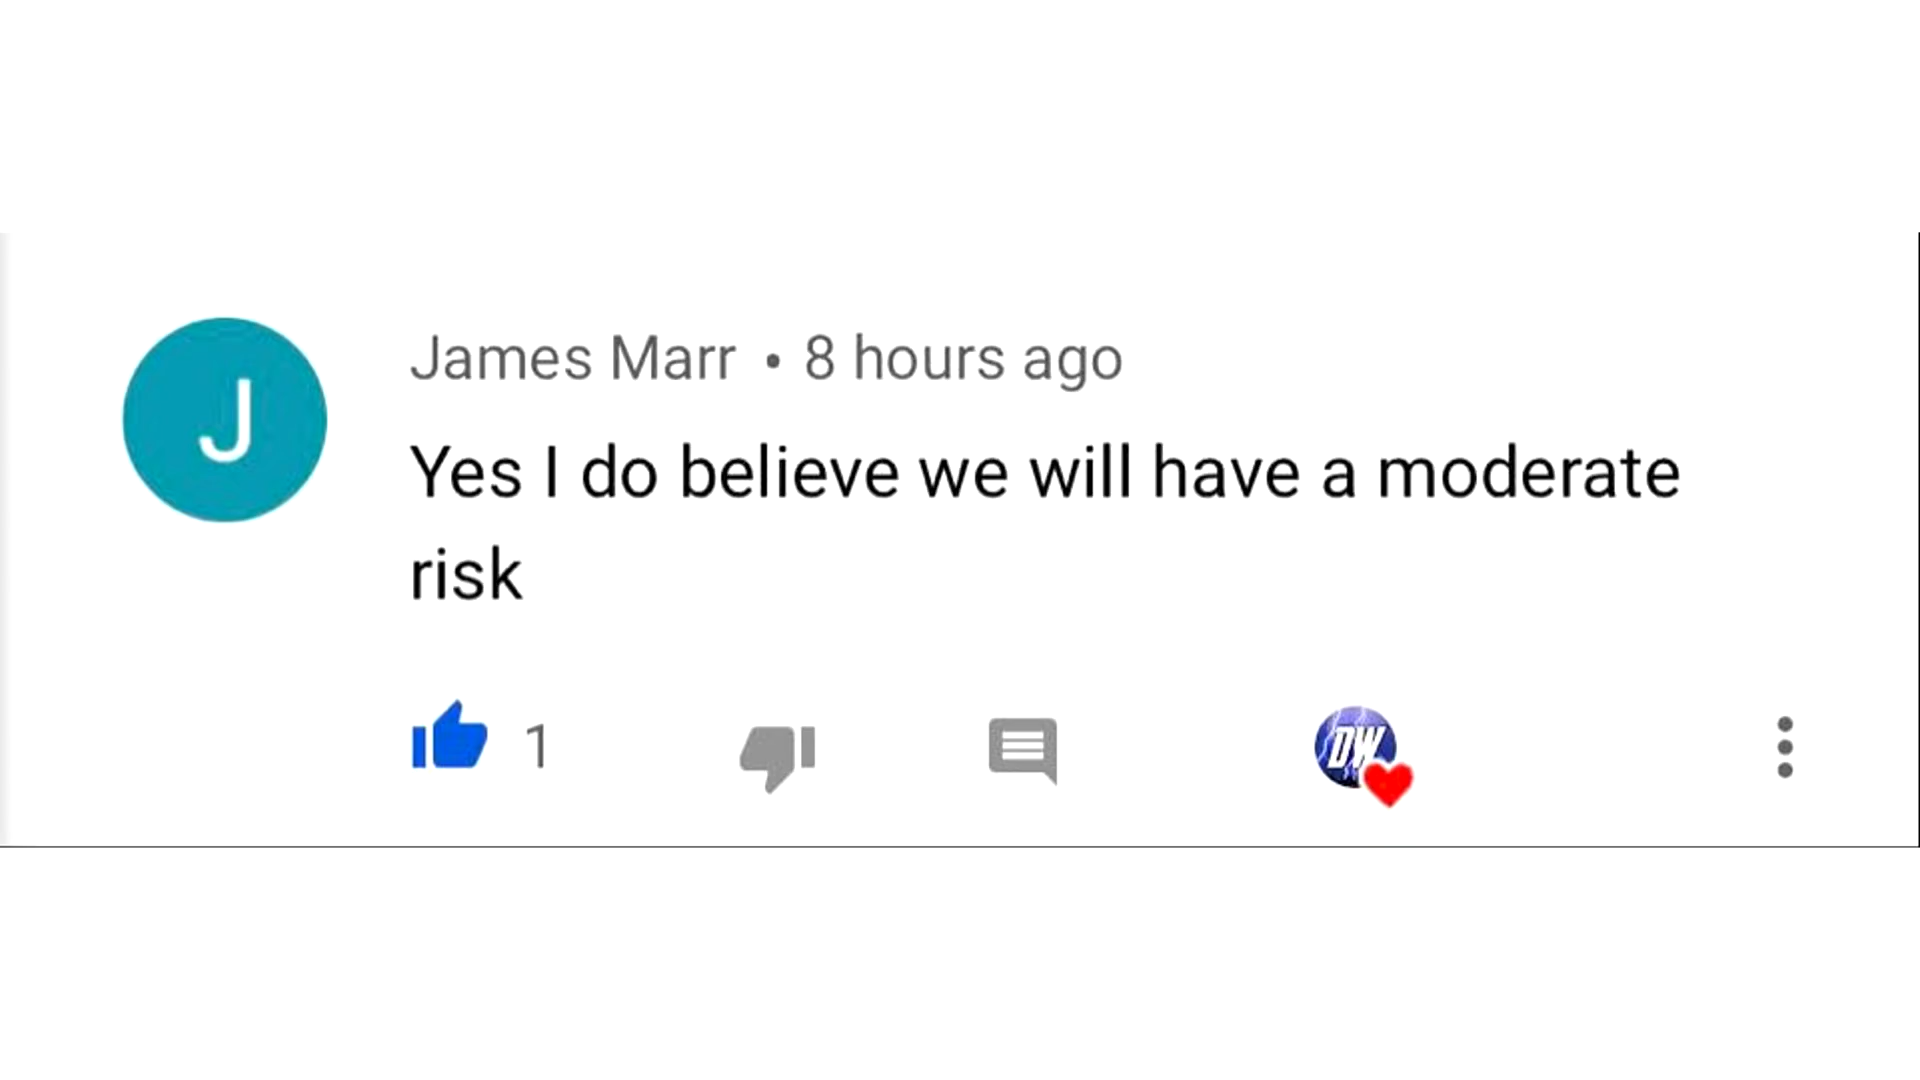 J
James Marr • 8 hours ago
Yes I do believe we will have a moderate
risk
1
DW